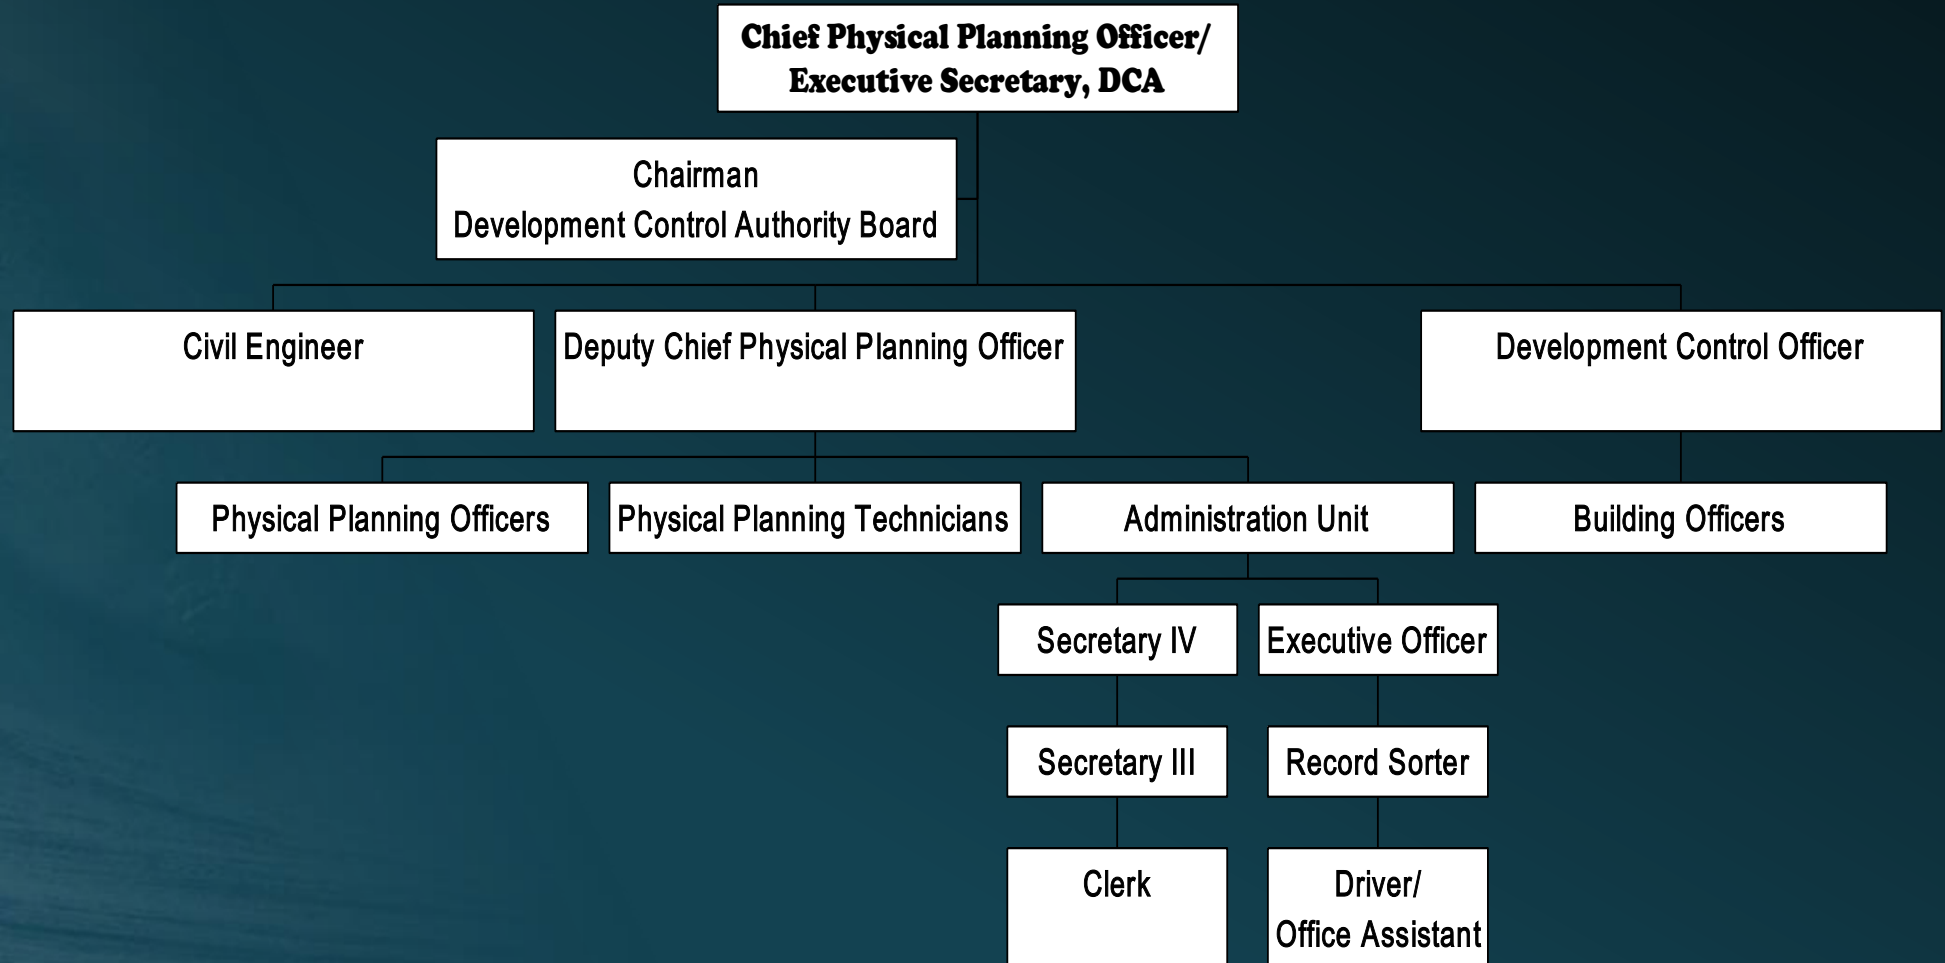 Chief Physical Planning Officer/
Executive Secretary, DCA
Chairman
Development Control Authority Board
Civil Engineer
Deputy Chief Physical Planning Officer
Development Control Officer
Physical Planning Officers
Physical Planning Technicians
Administration Unit
Building Officers
Secretary IV
Executive Officer
Secretary III
Record Sorter
Clerk
Driver/
Office Assistant